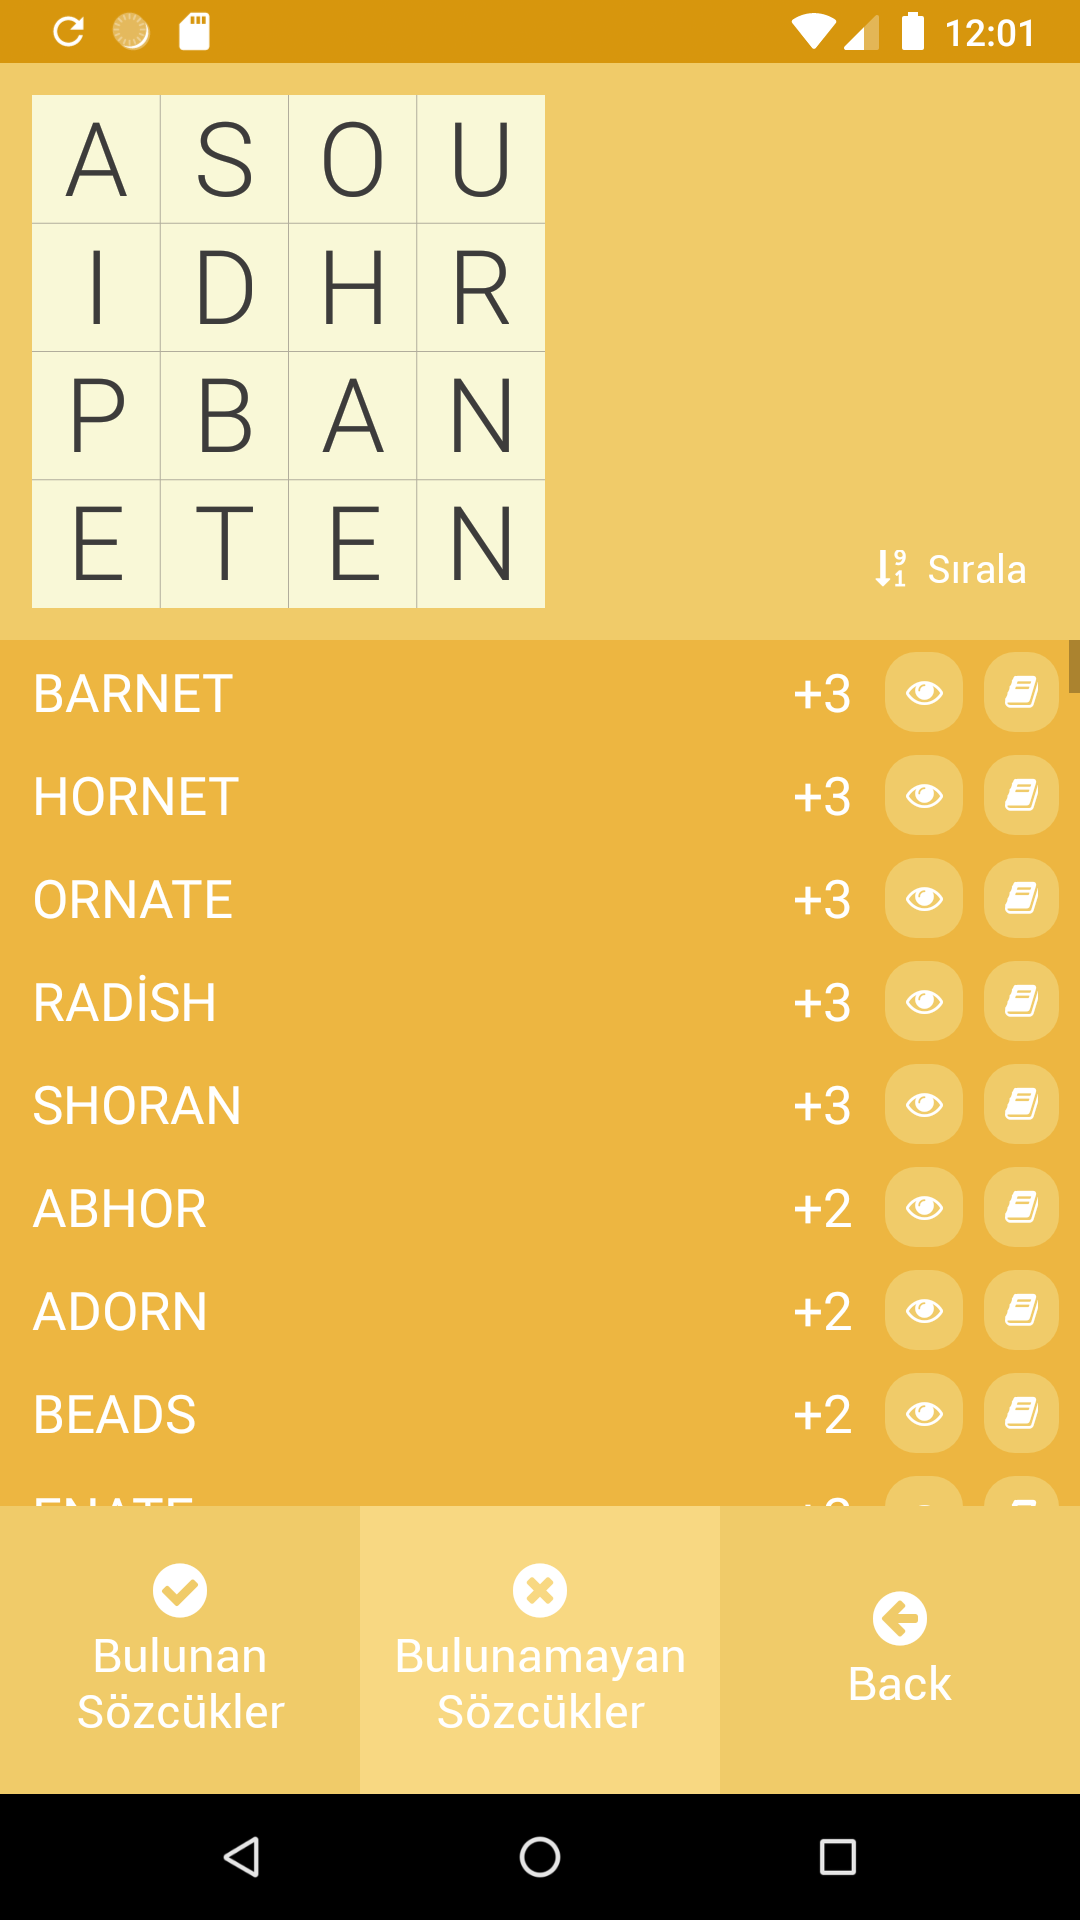 12:01
A S O U
I D H R
P B A N
E T E N
Sırala
BARNET +3
HORNET +3
ORNATE +3
RADİSH +3
SHORAN +3
ABHOR +2
ADORN +2
BEADS +2
Bulunan
Sözcükler
Bulunamayan
Sözcükler
Back